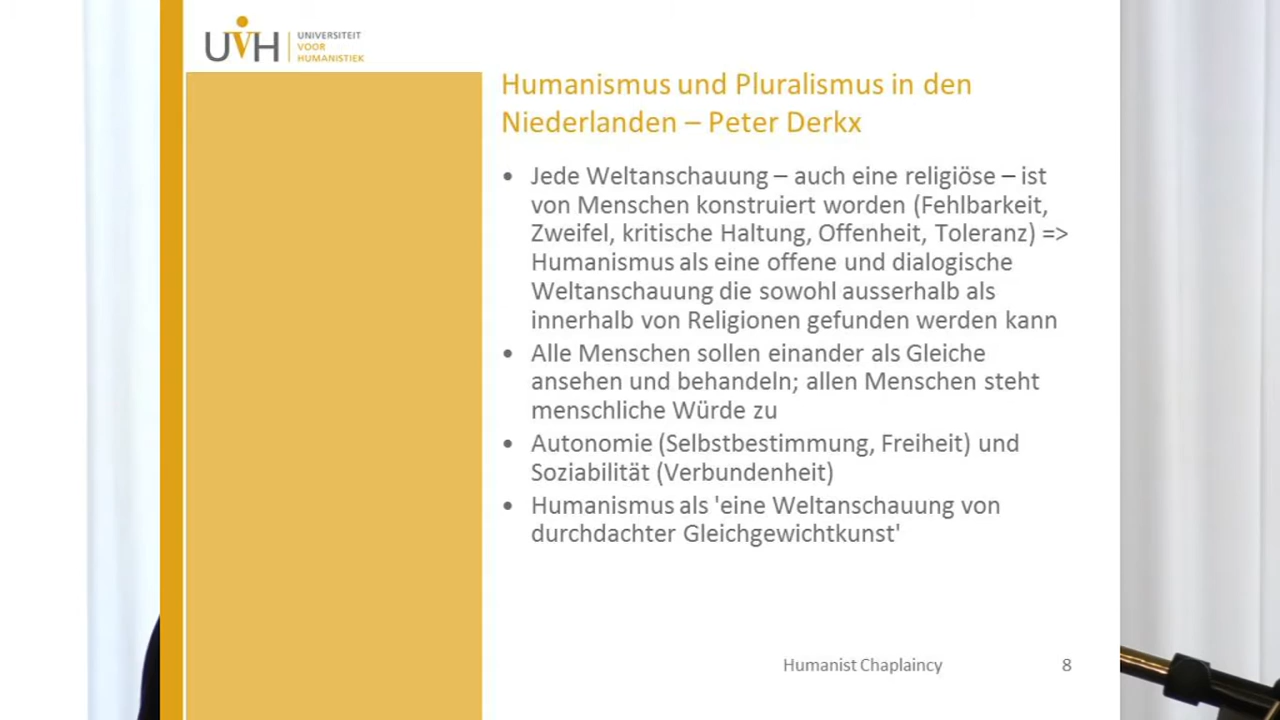 UVH
UNIVERSITEIT
VOOR
HUMANISTIEK
Humanismus und Pluralismus in den
Niederlanden – Peter Derkx
• Jede Weltanschauung – auch eine religiöse – ist
von Menschen konstruiert worden (Fehlbarkeit,
Zweifel, kritische Haltung, Offenheit, Toleranz) =>
Humanismus als eine offene und dialogische
Weltanschauung die sowohl ausserhalb als
innerhalb von Religionen gefunden werden kann
• Alle Menschen sollen einander als Gleiche
ansehen und behandeln; allen Menschen steht
menschliche Würde zu
• Autonomie (Selbstbestimmung, Freiheit) und
Soziabilität (Verbundenheit)
• Humanismus als 'eine Weltanschauung von
durchdachter Gleichgewichtkunst'
Humanist Chaplaincy 8